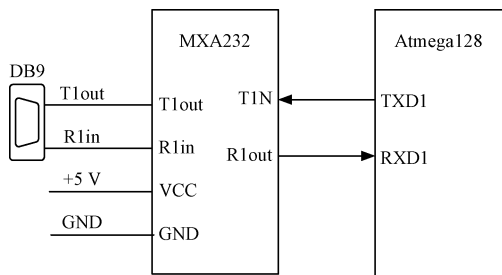 MXA232
Atmega128
DB9
T1out
T1out
T1N
TXD1
R1in
R1in
R1out
RXD1
+5 V
VCC
GND
GND